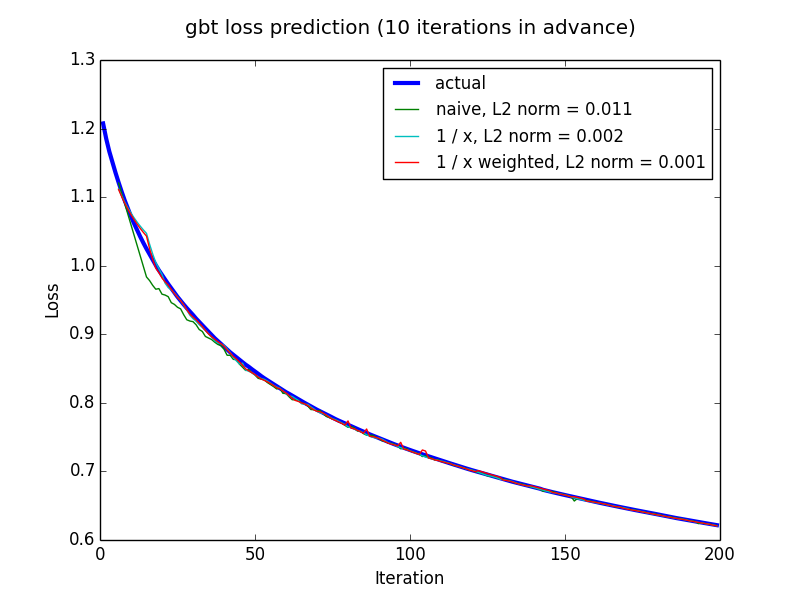 gbt loss prediction (10 iterations in advance)
1.3
1.2
1.1
1.0
0.9
0.8
0.7
0.6
Loss
actual
naive, L2 norm = 0.011
1 / x, L2 norm = 0.002
1 / x weighted, L2 norm = 0.001
0 50 100 150 200
Iteration